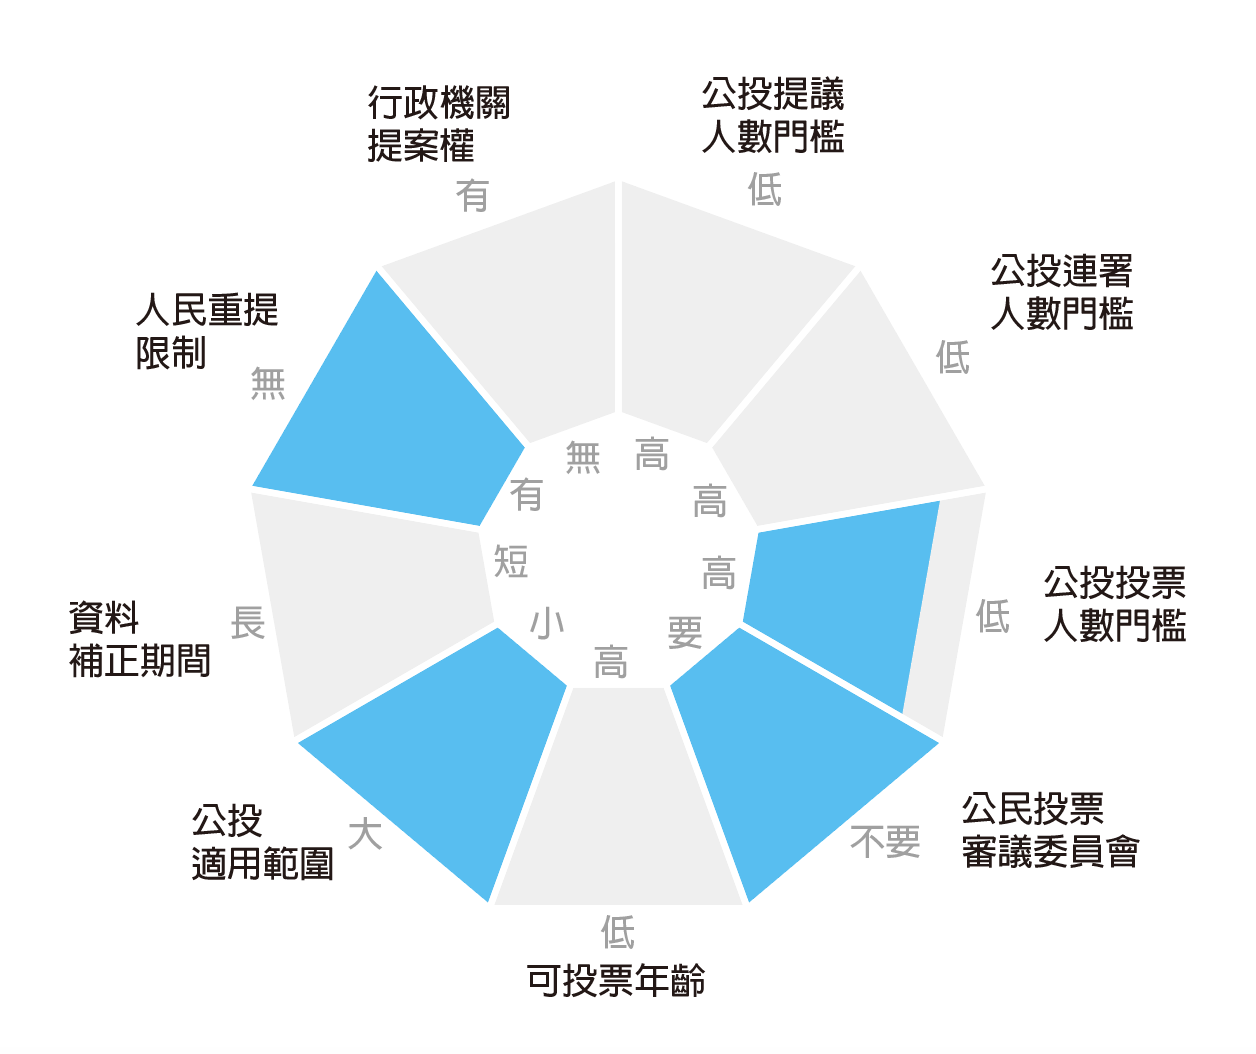 行政機關
提案權
有
公投提議
人數門檻
低
公投連署
人數門檻
低
人民重提
限制
無
無
高
有
高
短
高
公投投票
人數門檻
低
資料
補正期間
長
小
要
高
公投
適用範圍
大
不要
公民投票
審議委員會
低
可投票年齡